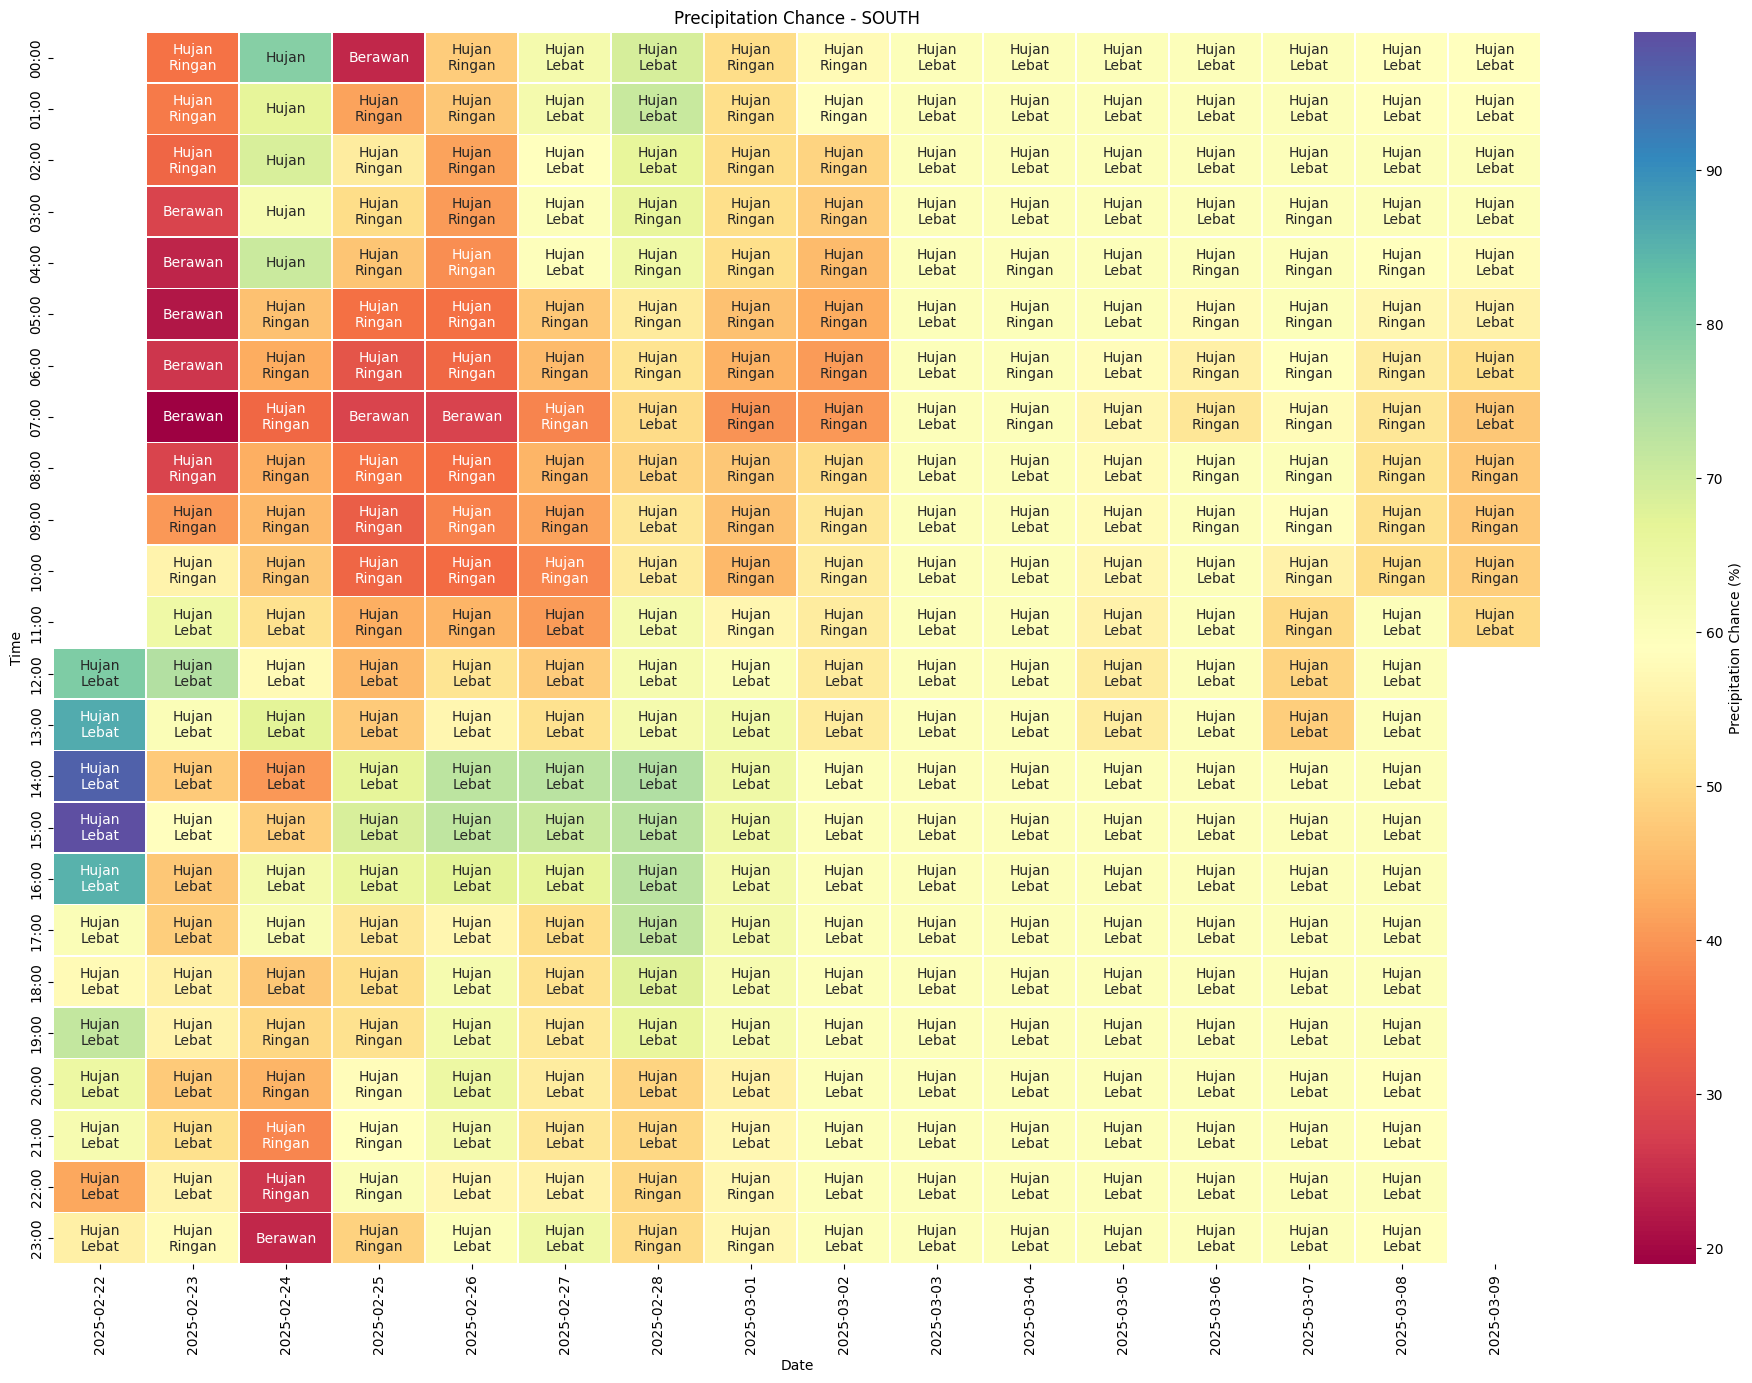 Precipitation Chance - SOUTH
00:00 Hujan Ringan Hujan Berawan Hujan Ringan Hujan Lebat Hujan Lebat Hujan Ringan Hujan Ringan Hujan Lebat Hujan Lebat Hujan Lebat Hujan Lebat Hujan Lebat Hujan Lebat Hujan Lebat
01:00 Hujan Ringan Hujan Hujan Ringan Hujan Ringan Hujan Lebat Hujan Lebat Hujan Ringan Hujan Ringan Hujan Lebat Hujan Lebat Hujan Lebat Hujan Lebat Hujan Lebat Hujan Lebat Hujan Lebat
02:00 Hujan Ringan Hujan Hujan Ringan Hujan Ringan Hujan Lebat Hujan Lebat Hujan Ringan Hujan Ringan Hujan Lebat Hujan Lebat Hujan Lebat Hujan Lebat Hujan Lebat Hujan Lebat Hujan Lebat
03:00 Berawan Hujan Hujan Ringan Hujan Ringan Hujan Lebat Hujan Ringan Hujan Ringan Hujan Ringan Hujan Lebat Hujan Lebat Hujan Lebat Hujan Lebat Hujan Ringan Hujan Lebat Hujan Lebat
04:00 Berawan Hujan Hujan Ringan Hujan Ringan Hujan Lebat Hujan Ringan Hujan Ringan Hujan Ringan Hujan Lebat Hujan Ringan Hujan Lebat Hujan Ringan Hujan Ringan Hujan Ringan Hujan Lebat
05:00 Berawan Hujan Ringan Hujan Ringan Hujan Ringan Hujan Ringan Hujan Ringan Hujan Ringan Hujan Ringan Hujan Lebat Hujan Ringan Hujan Lebat Hujan Ringan Hujan Ringan Hujan Ringan Hujan Lebat
06:00 Berawan Hujan Ringan Hujan Ringan Hujan Ringan Hujan Ringan Hujan Ringan Hujan Ringan Hujan Ringan Hujan Lebat Hujan Ringan Hujan Lebat Hujan Ringan Hujan Ringan Hujan Ringan Hujan Lebat
07:00 Berawan Hujan Ringan Berawan Berawan Hujan Ringan Hujan Lebat Hujan Ringan Hujan Ringan Hujan Lebat Hujan Ringan Hujan Lebat Hujan Ringan Hujan Ringan Hujan Ringan Hujan Lebat
08:00 Hujan Ringan Hujan Ringan Hujan Ringan Hujan Ringan Hujan Ringan Hujan Lebat Hujan Ringan Hujan Ringan Hujan Lebat Hujan Lebat Hujan Lebat Hujan Ringan Hujan Ringan Hujan Ringan Hujan Ringan
09:00 Hujan Ringan Hujan Ringan Hujan Ringan Hujan Ringan Hujan Ringan Hujan Lebat Hujan Ringan Hujan Ringan Hujan Lebat Hujan Lebat Hujan Lebat Hujan Ringan Hujan Ringan Hujan Ringan Hujan Ringan
10:00 Hujan Ringan Hujan Ringan Hujan Ringan Hujan Ringan Hujan Ringan Hujan Lebat Hujan Ringan Hujan Ringan Hujan Lebat Hujan Lebat Hujan Lebat Hujan Lebat Hujan Ringan Hujan Ringan Hujan Ringan
11:00 Hujan Lebat Hujan Lebat Hujan Ringan Hujan Ringan Hujan Lebat Hujan Lebat Hujan Ringan Hujan Ringan Hujan Lebat Hujan Lebat Hujan Lebat Hujan Lebat Hujan Ringan Hujan Lebat Hujan Lebat
12:00 Hujan Lebat Hujan Lebat Hujan Lebat Hujan Lebat Hujan Lebat Hujan Lebat Hujan Lebat Hujan Lebat Hujan Lebat Hujan Lebat Hujan Lebat Hujan Lebat Hujan Lebat Hujan Lebat Hujan Lebat
13:00 Hujan Lebat Hujan Lebat Hujan Lebat Hujan Lebat Hujan Lebat Hujan Lebat Hujan Lebat Hujan Lebat Hujan Lebat Hujan Lebat Hujan Lebat Hujan Lebat Hujan Lebat Hujan Lebat Hujan Lebat
14:00 Hujan Lebat Hujan Lebat Hujan Lebat Hujan Lebat Hujan Lebat Hujan Lebat Hujan Lebat Hujan Lebat Hujan Lebat Hujan Lebat Hujan Lebat Hujan Lebat Hujan Lebat Hujan Lebat Hujan Lebat
15:00 Hujan Lebat Hujan Lebat Hujan Lebat Hujan Lebat Hujan Lebat Hujan Lebat Hujan Lebat Hujan Lebat Hujan Lebat Hujan Lebat Hujan Lebat Hujan Lebat Hujan Lebat Hujan Lebat Hujan Lebat
16:00 Hujan Lebat Hujan Lebat Hujan Lebat Hujan Lebat Hujan Lebat Hujan Lebat Hujan Lebat Hujan Lebat Hujan Lebat Hujan Lebat Hujan Lebat Hujan Lebat Hujan Lebat Hujan Lebat Hujan Lebat
17:00 Hujan Lebat Hujan Lebat Hujan Lebat Hujan Lebat Hujan Lebat Hujan Lebat Hujan Lebat Hujan Lebat Hujan Lebat Hujan Lebat Hujan Lebat Hujan Lebat Hujan Lebat Hujan Lebat Hujan Lebat
18:00 Hujan Lebat Hujan Lebat Hujan Lebat Hujan Lebat Hujan Lebat Hujan Lebat Hujan Lebat Hujan Lebat Hujan Lebat Hujan Lebat Hujan Lebat Hujan Lebat Hujan Lebat Hujan Lebat Hujan Lebat
19:00 Hujan Lebat Hujan Lebat Hujan Ringan Hujan Ringan Hujan Lebat Hujan Lebat Hujan Lebat Hujan Lebat Hujan Lebat Hujan Lebat Hujan Lebat Hujan Lebat Hujan Lebat Hujan Lebat Hujan Lebat
20:00 Hujan Lebat Hujan Lebat Hujan Ringan Hujan Ringan Hujan Lebat Hujan Lebat Hujan Lebat Hujan Lebat Hujan Lebat Hujan Lebat Hujan Lebat Hujan Lebat Hujan Lebat Hujan Lebat Hujan Lebat
21:00 Hujan Lebat Hujan Lebat Hujan Ringan Hujan Ringan Hujan Lebat Hujan Lebat Hujan Lebat Hujan Lebat Hujan Lebat Hujan Lebat Hujan Lebat Hujan Lebat Hujan Lebat Hujan Lebat Hujan Lebat
22:00 Hujan Lebat Hujan Lebat Hujan Ringan Hujan Ringan Hujan Lebat Hujan Lebat Hujan Ringan Hujan Ringan Hujan Lebat Hujan Lebat Hujan Lebat Hujan Lebat Hujan Lebat Hujan Lebat Hujan Lebat
23:00 Hujan Lebat Hujan Ringan Berawan Hujan Ringan Hujan Lebat Hujan Lebat Hujan Ringan Hujan Ringan Hujan Lebat Hujan Lebat Hujan Lebat Hujan Lebat Hujan Lebat Hujan Lebat Hujan Lebat
Time
2025-02-22 2025-02-23 2025-02-24 2025-02-25 2025-02-26 2025-02-27 2025-02-28 2025-03-01 2025-03-02 2025-03-03 2025-03-04 2025-03-05 2025-03-06 2025-03-07 2025-03-08 2025-03-09
Date
90
80
70
60
50
40
30
20
Precipitation Chance (%)